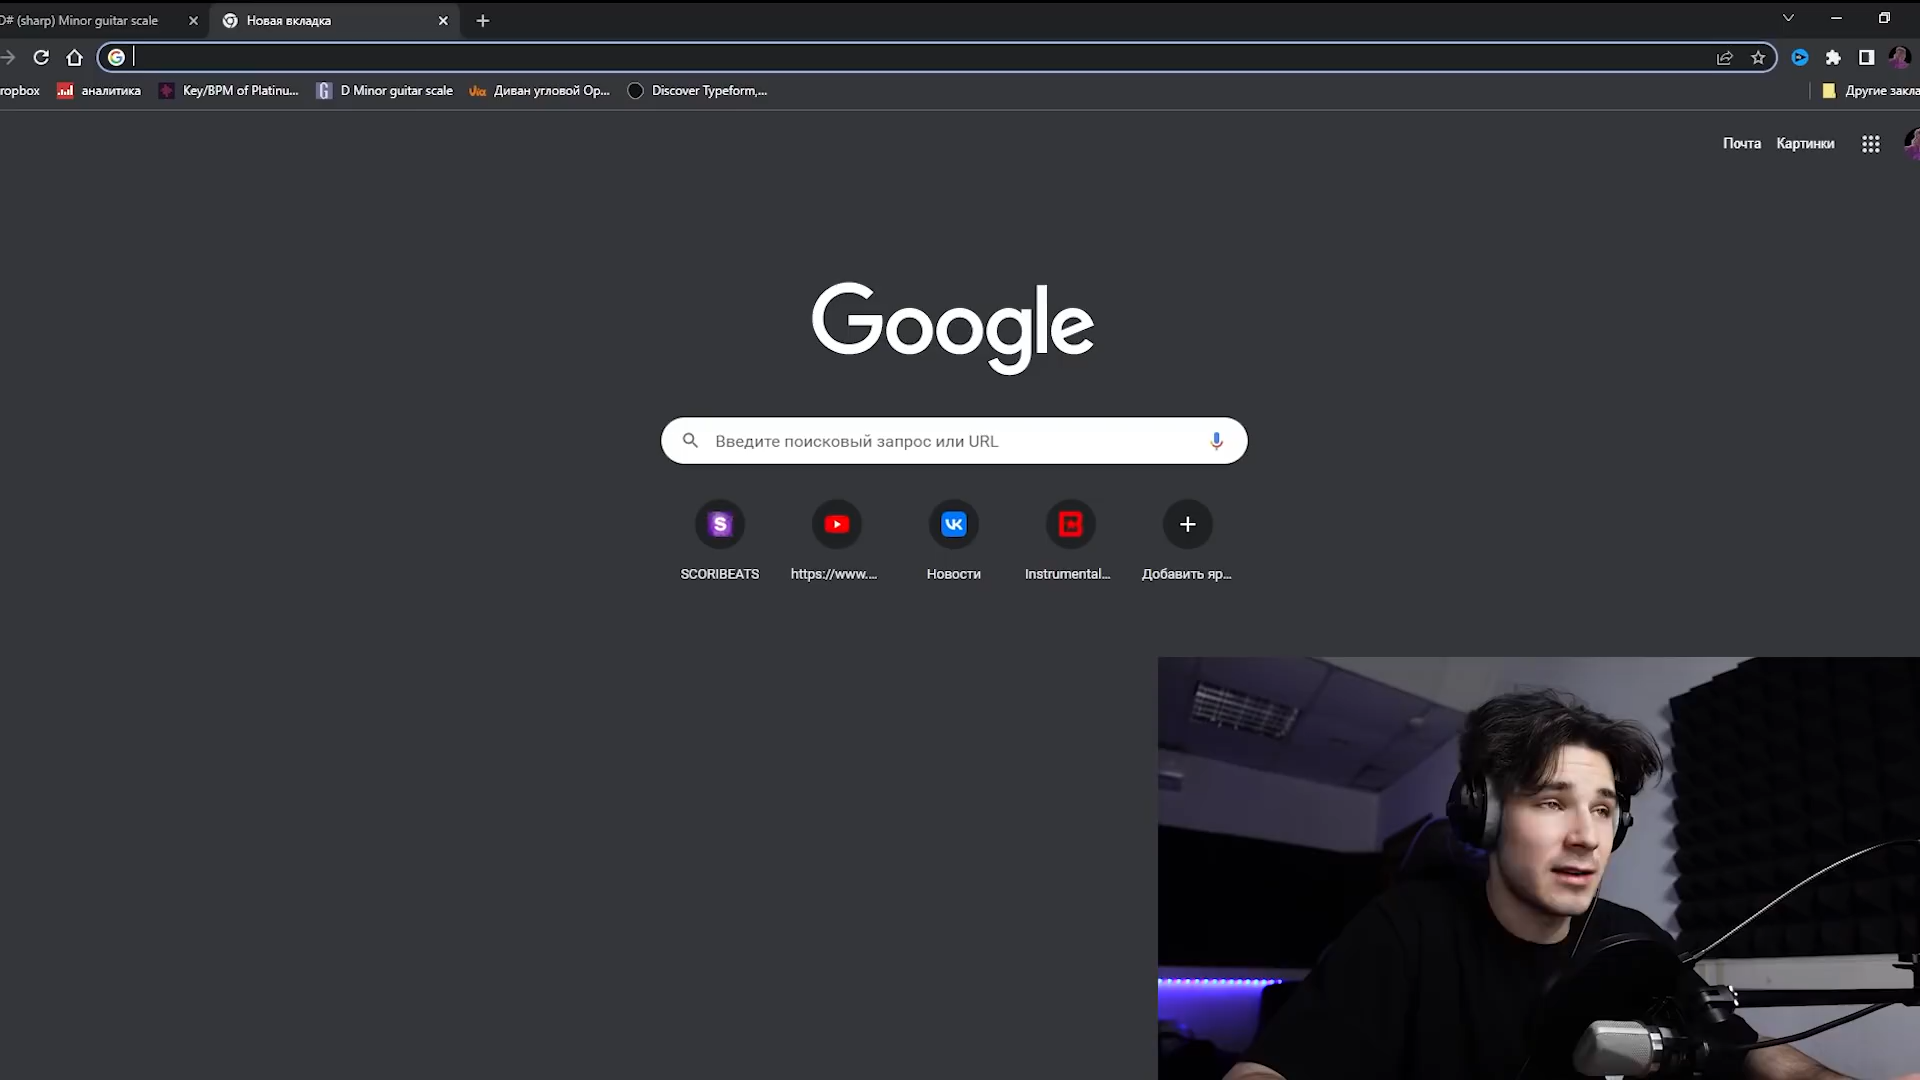 D# (sharp) Minor guitar scale
Новая вкладка
ropbox
аналитика
Key/BPM of Platinu...
D Minor guitar scale
Диван угловой Ор...
Discover Typeform,...
Другие закла
Почта
Картинки
Google
Введите поисковый запрос или URL
SCORIBEATS
https://www....
Новости
Instrumental...
Добавить яр...